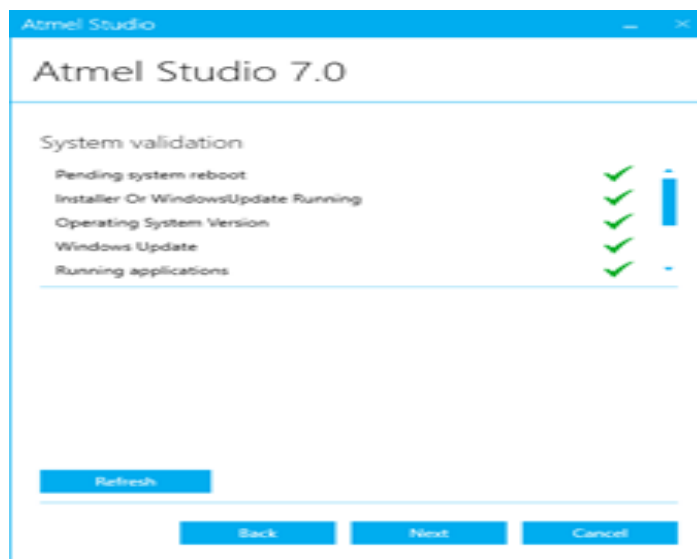 Atmel Studio
Atmel Studio 7.0
System validation
Pending system reboot
Installer Or WindowsUpdate Running
Operating System Version
Windows Update
Running applications
Refresh
Back Next Cancel